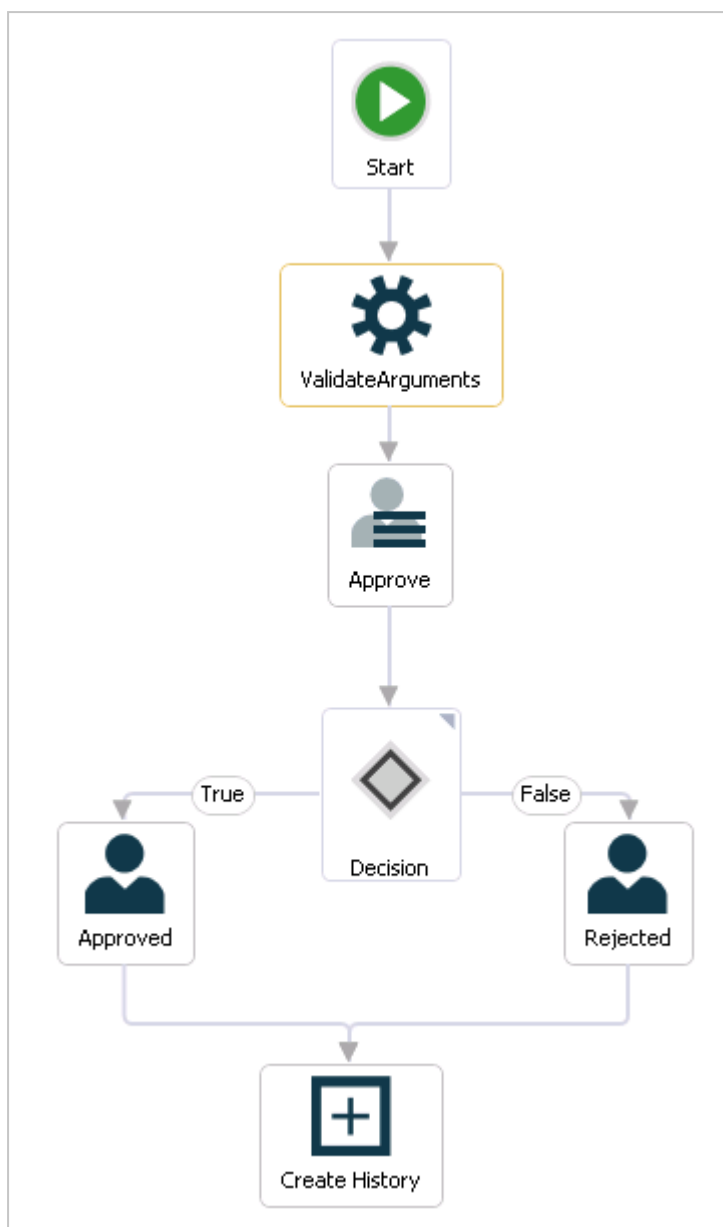 Start
ValidateArguments
Approve
True
False
Decision
Approved
Rejected
Create History